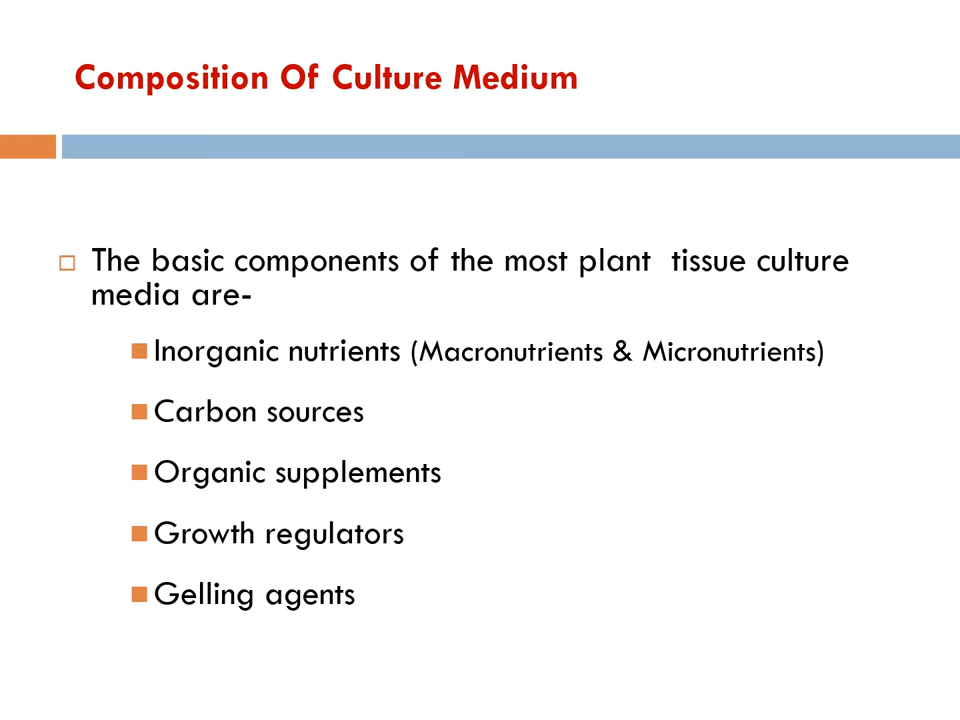 Composition Of Culture Medium
The basic components of the most plant  tissue culture
media are-
Inorganic nutrients (Macronutrients & Micronutrients)
Carbon sources
Organic supplements
Growth regulators
Gelling agents